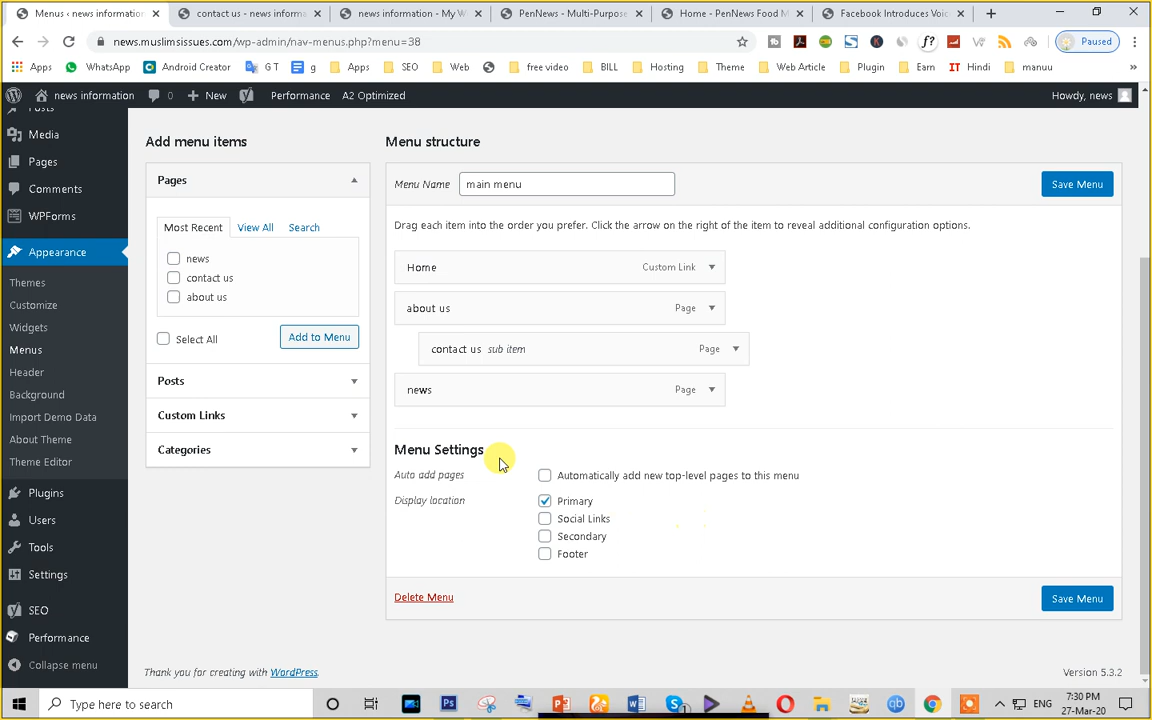 news information
contact us - news informa
news information - My W
PenNews - Multi-Purpose
Home - PenNews Food M
Facebook Introduces Voic
news.muslimsissues.com/wp-admin/nav-menus.php?menu=38
Paused
Apps
WhatsApp
Android Creator
G T
g
Apps
SEO
Web
free video
BILL
Hosting
Theme
Web Article
Plugin
Earn
IT Hindi
manuu
news information
0
New
Performance
A2 Optimized
Howdy, news
Posts
Media
Pages
Comments
WPForms
Appearance
Themes
Customize
Widgets
Menus
Header
Background
Import Demo Data
About Theme
Theme Editor
Plugins
Users
Tools
Settings
SEO
Performance
Collapse menu
Add menu items
Pages
Most Recent
View All
Search
news
contact us
about us
Select All
Add to Menu
Posts
Custom Links
Categories
Menu structure
Menu Name
main menu
Save Menu
Drag each item into the order you prefer. Click the arrow on the right of the item to reveal additional configuration options.
Home Custom Link
about us Page
contact us sub item Page
news Page
Menu Settings
Auto add pages
Automatically add new top-level pages to this menu
Display location
Primary
Social Links
Secondary
Footer
Delete Menu
Save Menu
Thank you for creating with WordPress.
Version 5.3.2
Type here to search
ENG
7:30 PM
27-Mar-20